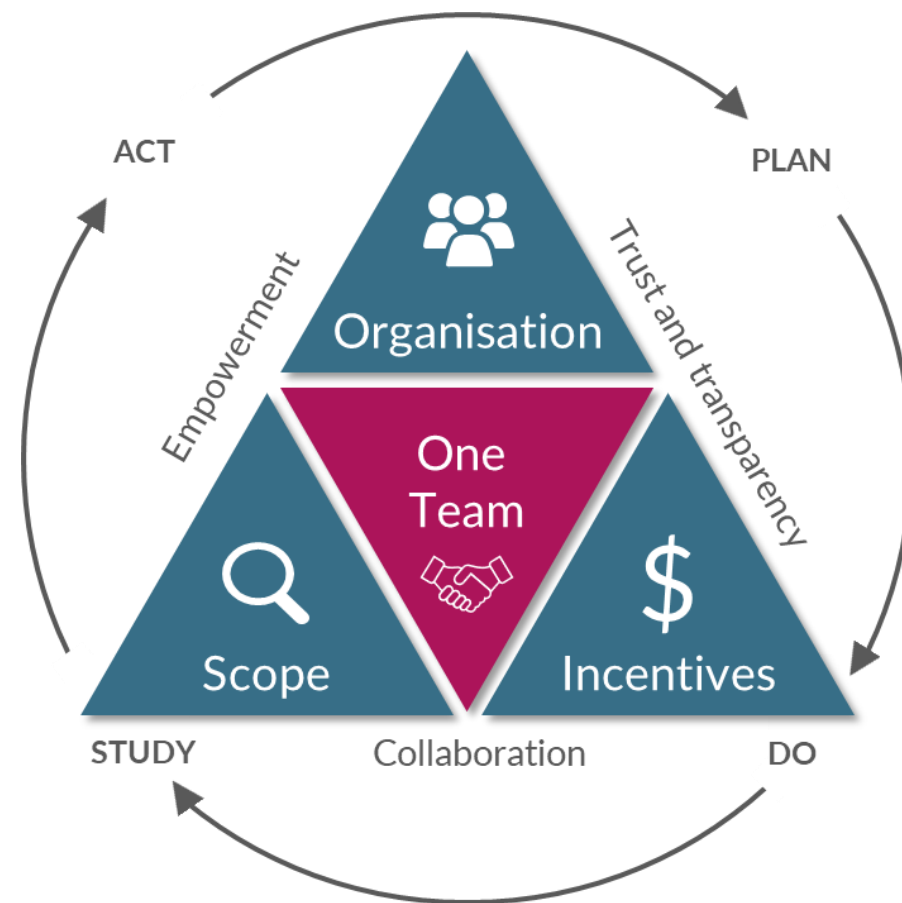 ACT
PLAN
Empowerment
Trust and transparency
Organisation
One
Team
$
Scope
Incentives
STUDY
Collaboration
DO